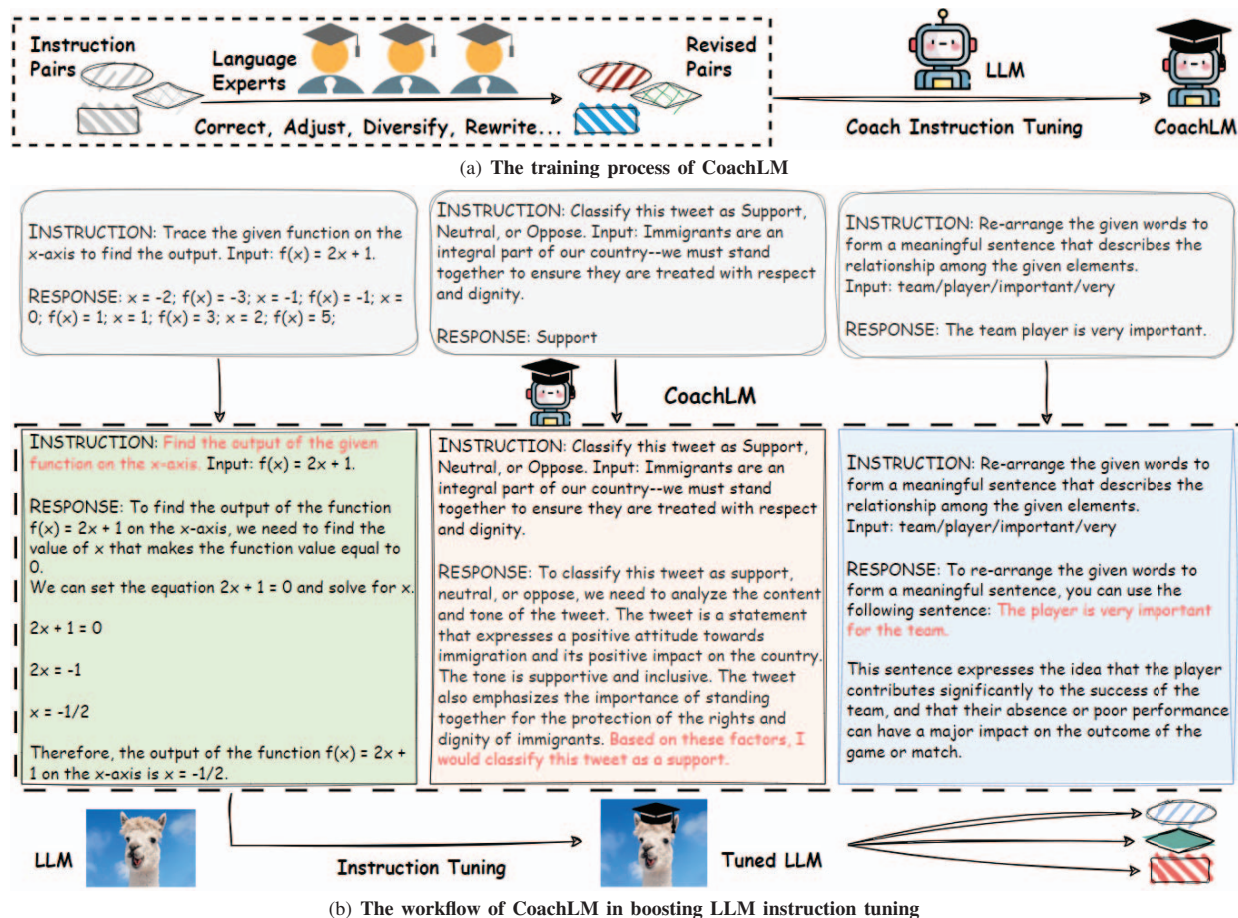 Instruction Pairs
Language Experts
Correct, Adjust, Diversify, Rewrite...
Revised Pairs
LLM
Coach Instruction Tuning
CoachLM
(a) The training process of CoachLM
INSTRUCTION: Trace the given function on the
x-axis to find the output. Input: f(x) = 2x + 1.
RESPONSE: x = -2; f(x) = -3; x = -1; f(x) = -1; x =
0; f(x) = 1; x = 1; f(x) = 3; x = 2; f(x) = 5;
INSTRUCTION: Classify this tweet as Support,
Neutral, or Oppose. Input: Immigrants are an
integral part of our country--we must stand
together to ensure they are treated with respect
and dignity.
RESPONSE: Support
INSTRUCTION: Re-arrange the given words to
form a meaningful sentence that describes the
relationship among the given elements.
Input: team/player/important/very
RESPONSE: The team player is very important.
CoachLM
INSTRUCTION: Find the output of the given
function on the x-axis. Input: f(x) = 2x + 1.
RESPONSE: To find the output of the function
f(x) = 2x + 1 on the x-axis, we need to find the
value of x that makes the function value equal to
0.
We can set the equation 2x + 1 = 0 and solve for x.
2x + 1 = 0
2x = -1
x = -1/2
Therefore, the output of the function f(x) = 2x +
1 on the x-axis is x = -1/2.
INSTRUCTION: Classify this tweet as Support,
Neutral, or Oppose. Input: Immigrants are an
integral part of our country--we must stand
together to ensure they are treated with respect
and dignity.
RESPONSE: To classify this tweet as support,
neutral, or oppose, we need to analyze the content
and tone of the tweet. The tweet is a statement
that expresses a positive attitude towards
immigration and its positive impact on the country.
The tone is supportive and inclusive. The tweet
also emphasizes the importance of standing
together for the protection of the rights and
dignity of immigrants. Based on these factors, I
would classify this tweet as a support.
INSTRUCTION: Re-arrange the given words to
form a meaningful sentence that describes the
relationship among the given elements.
Input: team/player/important/very
RESPONSE: To re-arrange the given words to
form a meaningful sentence, you can use the
following sentence: The player is very important
for the team.
This sentence expresses the idea that the player
contributes significantly to the success of the
team, and that their absence or poor performance
can have a major impact on the outcome of the
game or match.
LLM
Instruction Tuning
Tuned LLM
(b) The workflow of CoachLM in boosting LLM instruction tuning